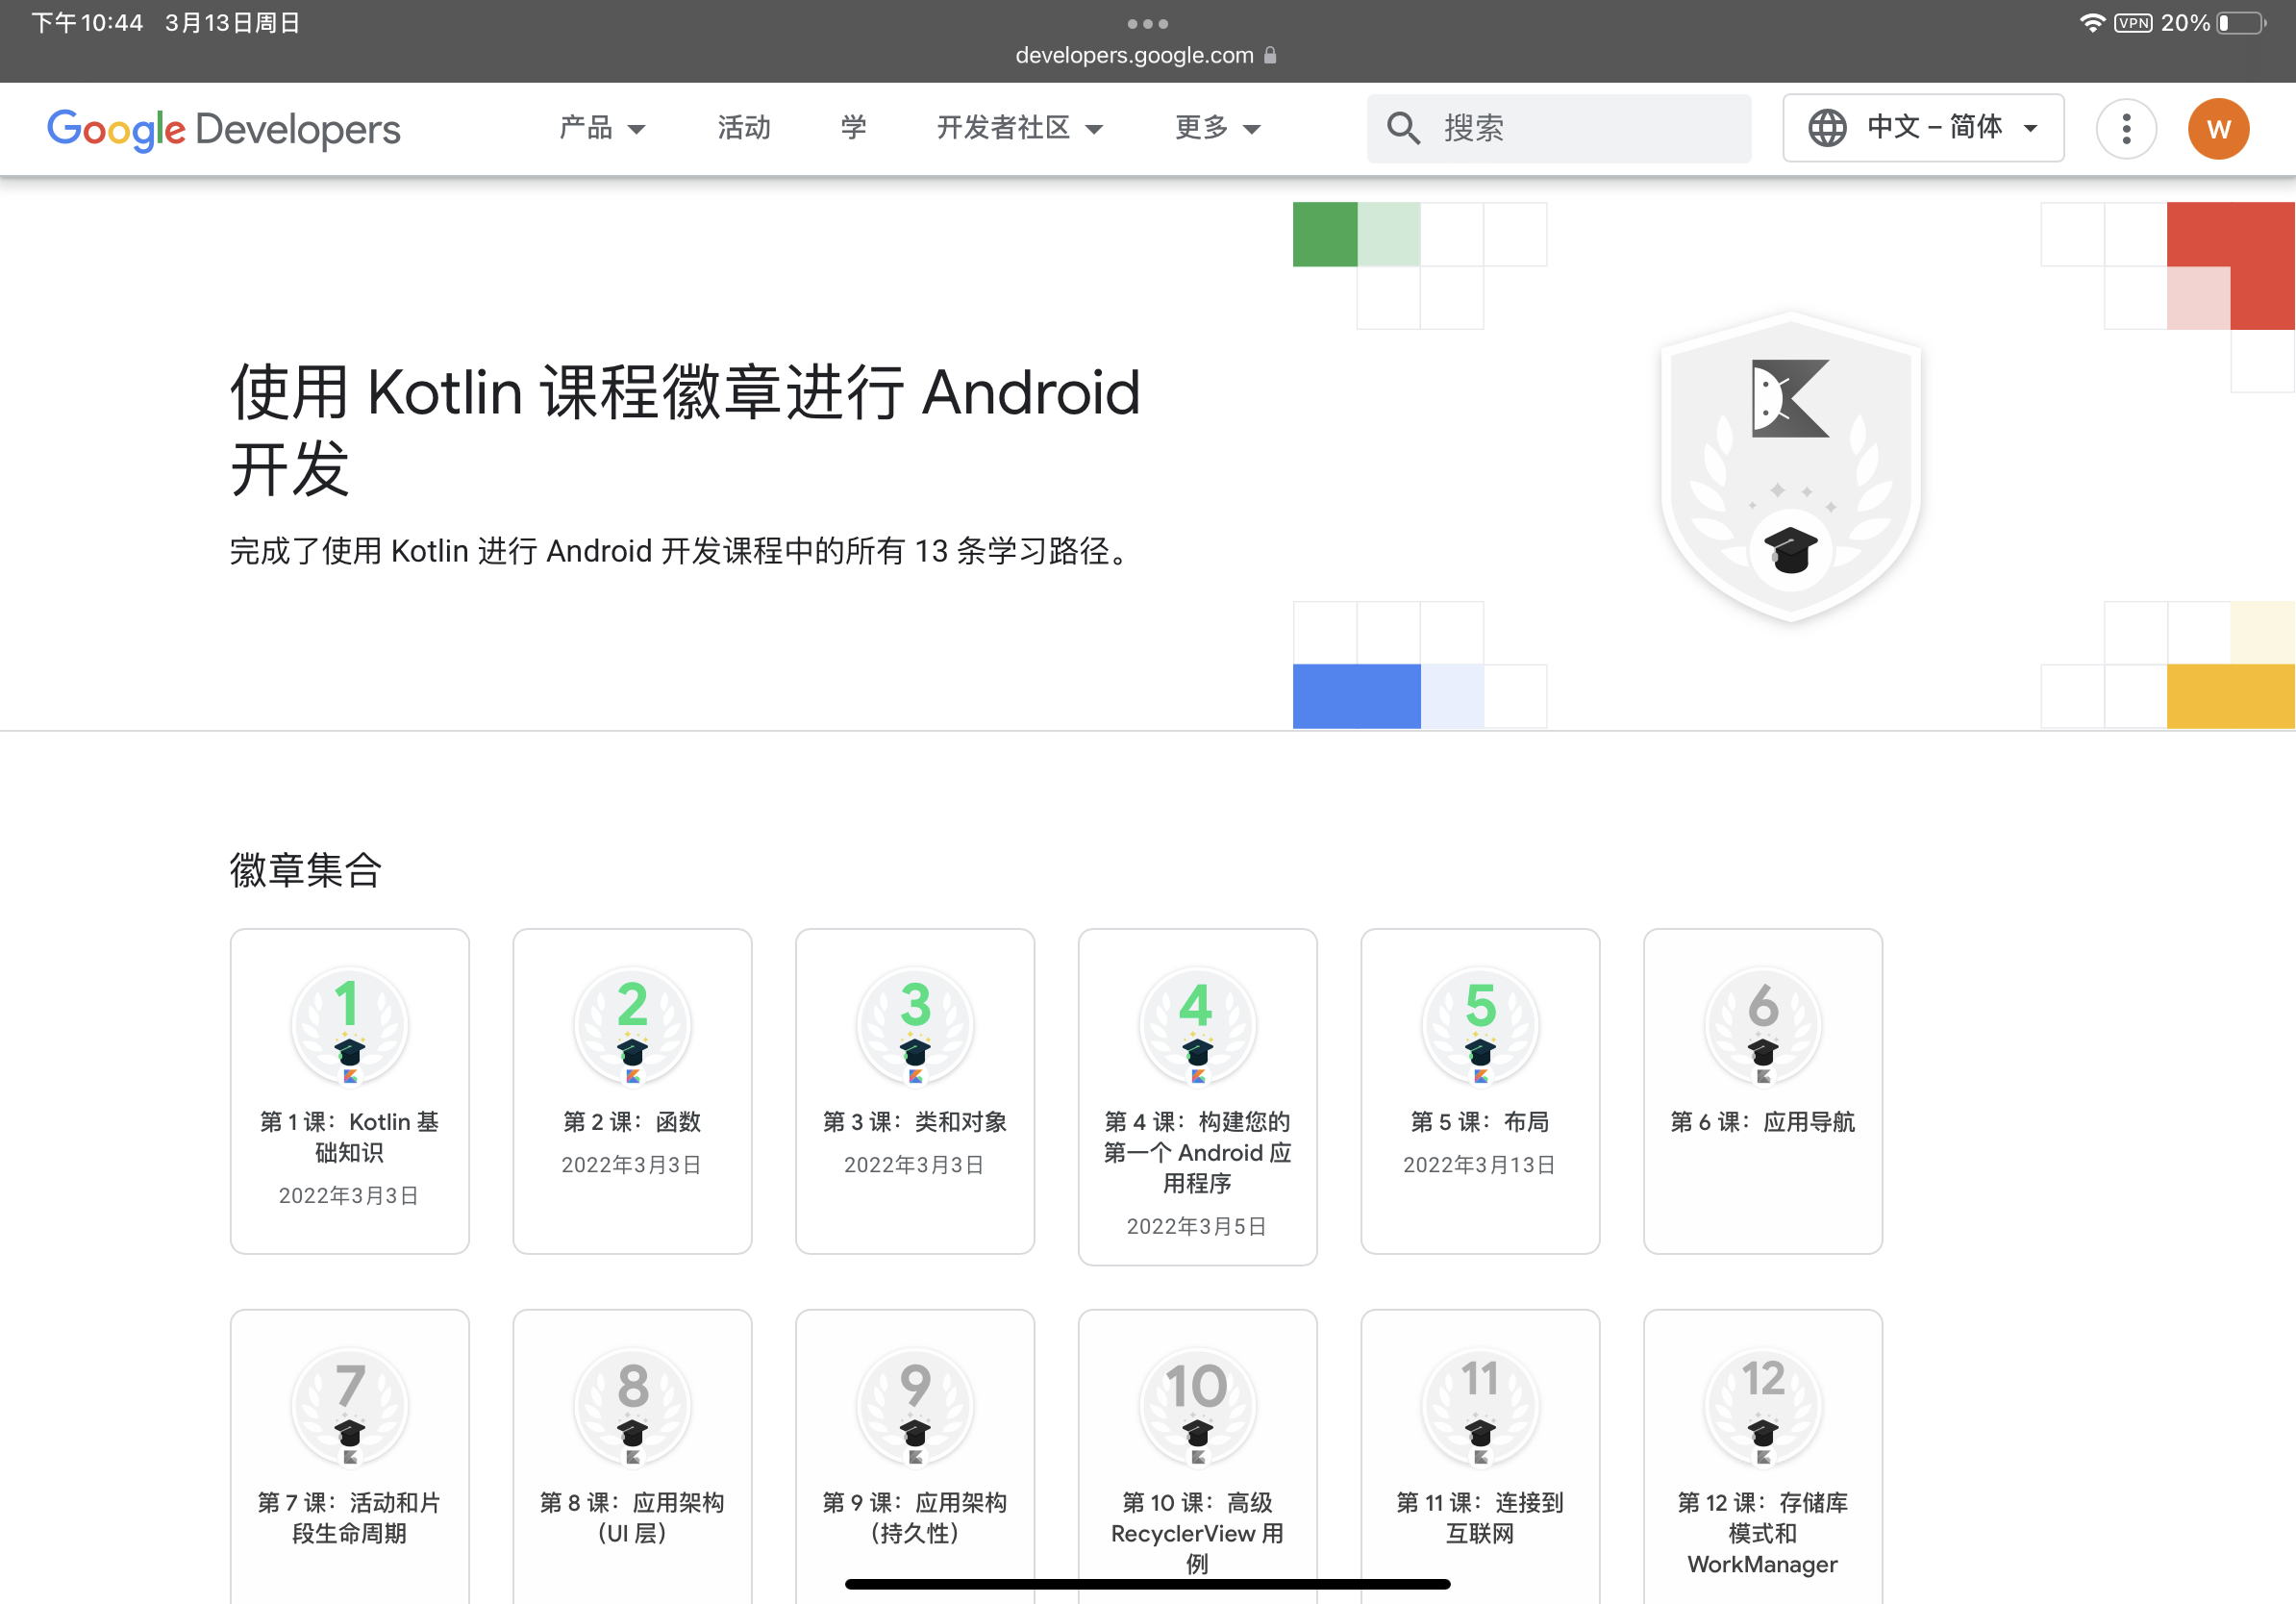 下午10:44 3月13日周日
developers.google.com
VPN 20%
Google Developers 产品 活动 学 开发者社区 更多 搜索 中文 – 简体 W
使用 Kotlin 课程徽章进行 Android
开发
完成了使用 Kotlin 进行 Android 开发课程中的所有 13 条学习路径。
徽章集合
1
第 1 课：Kotlin 基
础知识
2022年3月3日
2
第 2 课：函数
2022年3月3日
3
第 3 课：类和对象
2022年3月3日
4
第 4 课：构建您的
第一个 Android 应
用程序
2022年3月5日
5
第 5 课：布局
2022年3月13日
6
第 6 课：应用导航
7
第 7 课：活动和片
段生命周期
8
第 8 课：应用架构
（UI 层）
9
第 9 课：应用架构
（持久性）
10
第 10 课：高级
RecyclerView 用
例
11
第 11 课：连接到
互联网
12
第 12 课：存储库
模式和
WorkManager